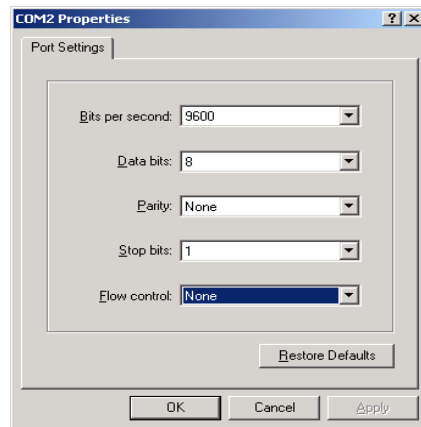 COM2 Properties
Port Settings
Bits per second: 9600
Data bits: 8
Parity: None
Stop bits: 1
Flow control: None
Restore Defaults
OK Cancel Apply